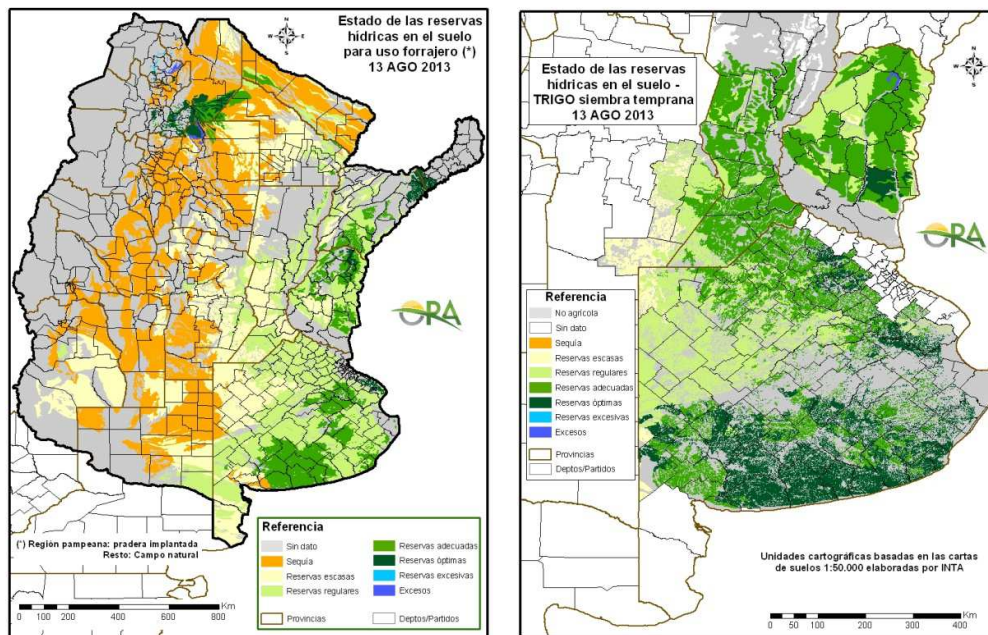 Estado de las reservas
hídricas en el suelo
para uso forrajero (*)
13 AGO 2013
N
W
E
S
ORA
(*) Región pampeana: pradera implantada
Resto: Campo natural
0
100
200
400
600
800
Km
Referencia
Sin dato
Sequía
Reservas escasas
Reservas regulares
Reservas adecuadas
Reservas óptimas
Reservas excesivas
Excesos
Provincias
Deptos/Partidos
Estado de las reservas
hídricas en el suelo -
TRIGO siembra temprana
13 AGO 2013
N
W
E
S
ORA
Referencia
No agrícola
Sin dato
Sequía
Reservas escasas
Reservas regulares
Reservas adecuadas
Reservas óptimas
Reservas excesivas
Excesos
Provincias
Deptos/Partidos
Unidades cartográficas basadas en las cartas
de suelos 1:50.000 elaboradas por INTA
0
50
100
200
300
400
Km